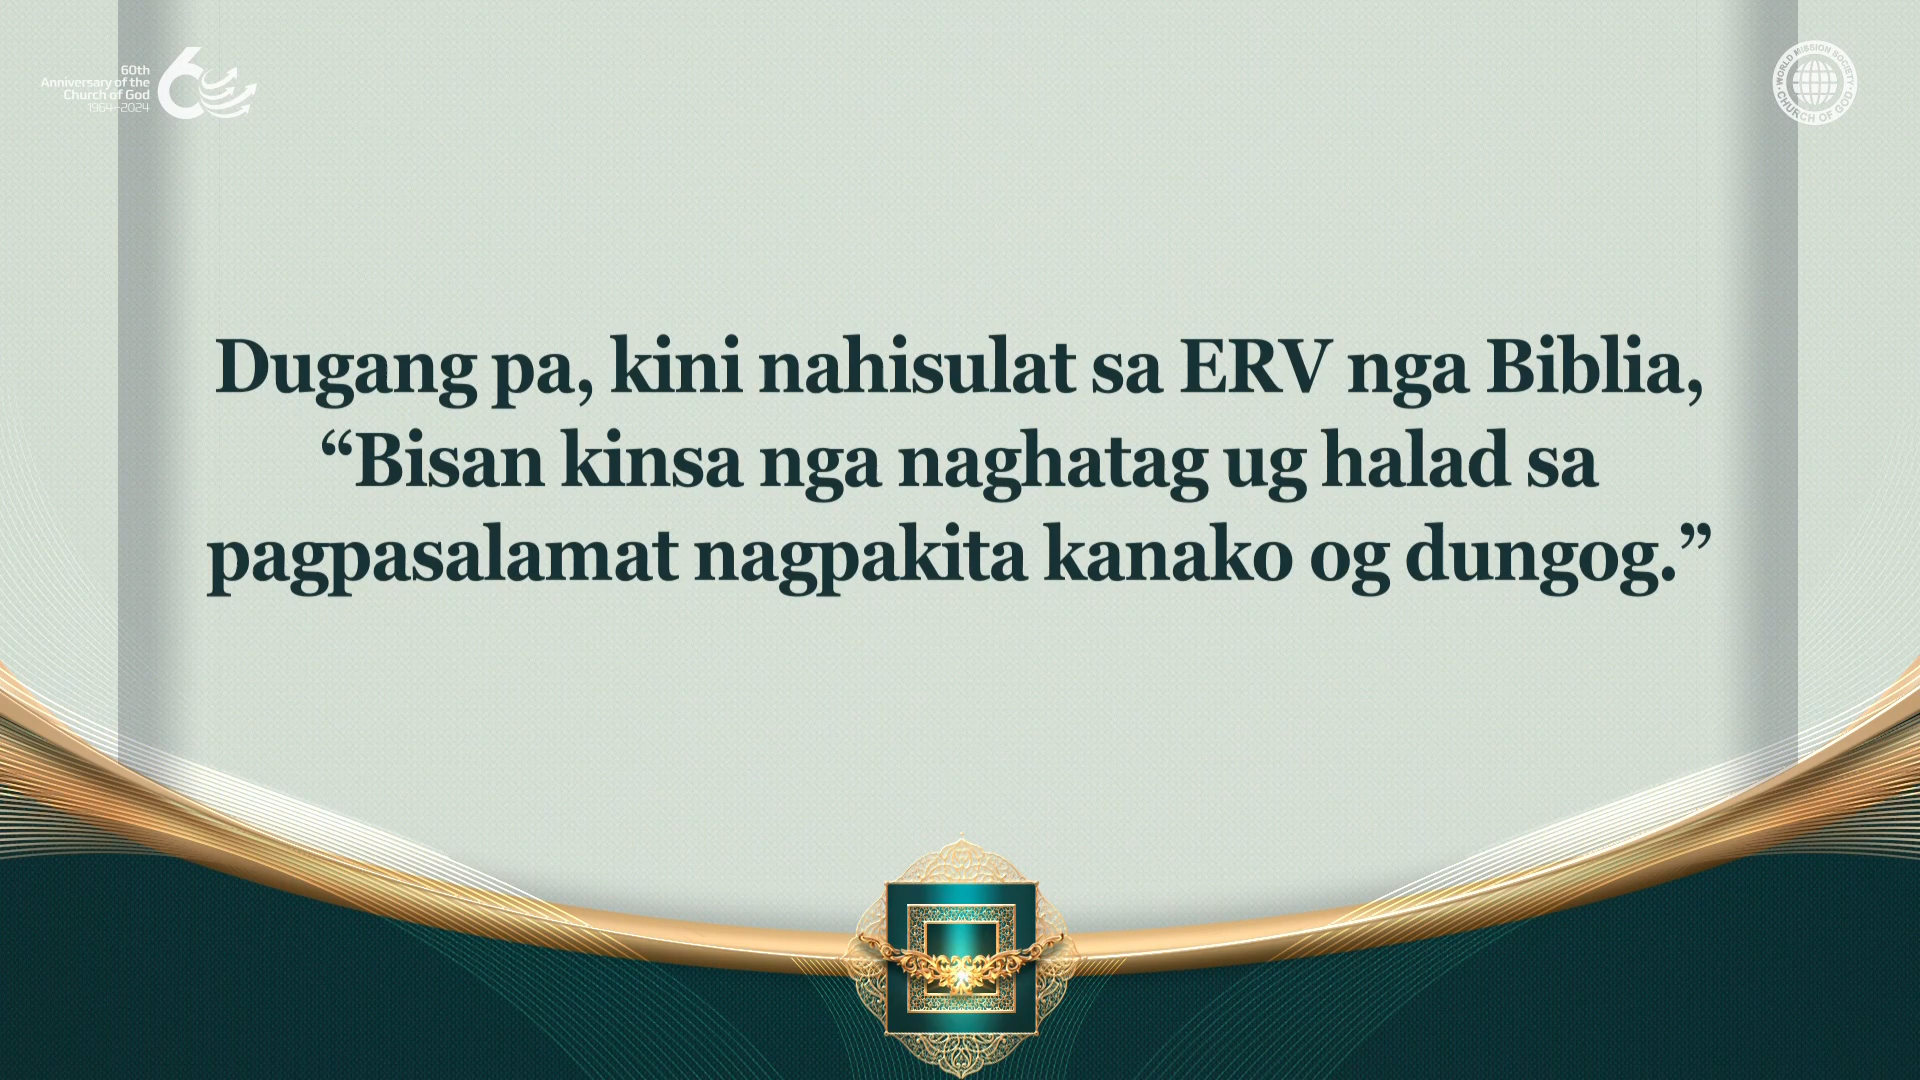 60th
Anniversary of the
Church of God
1964–2024
WORLD MISSION SOCIETY
CHURCH OF GOD
Dugang pa, kini nahisulat sa ERV nga Biblia,
“Bisan kinsa nga naghatag ug halad sa
pagpasalamat nagpakita kanako og dungog.”